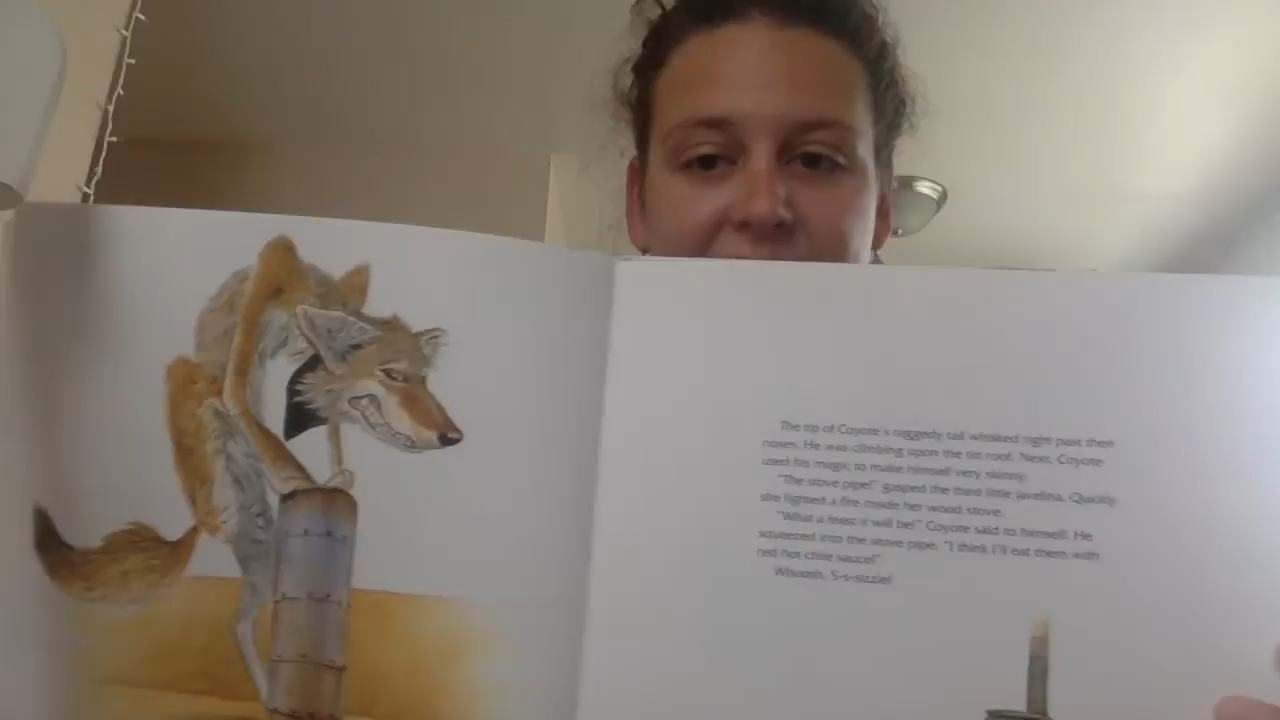 The tip of Coyote's raggedy tail whisked right past their
noses. He was climbing upon the tin roof. Next, Coyote
used his magic to make himself very skinny.
"The stove pipe!" gasped the third little javelina. Quickly
she lighted a fire inside her wood stove.
"What a feast it will be!" Coyote said to himself. He
squeezed into the stove pipe. "I think I'll eat them with
red hot chile sauce!"
Whoosh. S-s-sizzle!